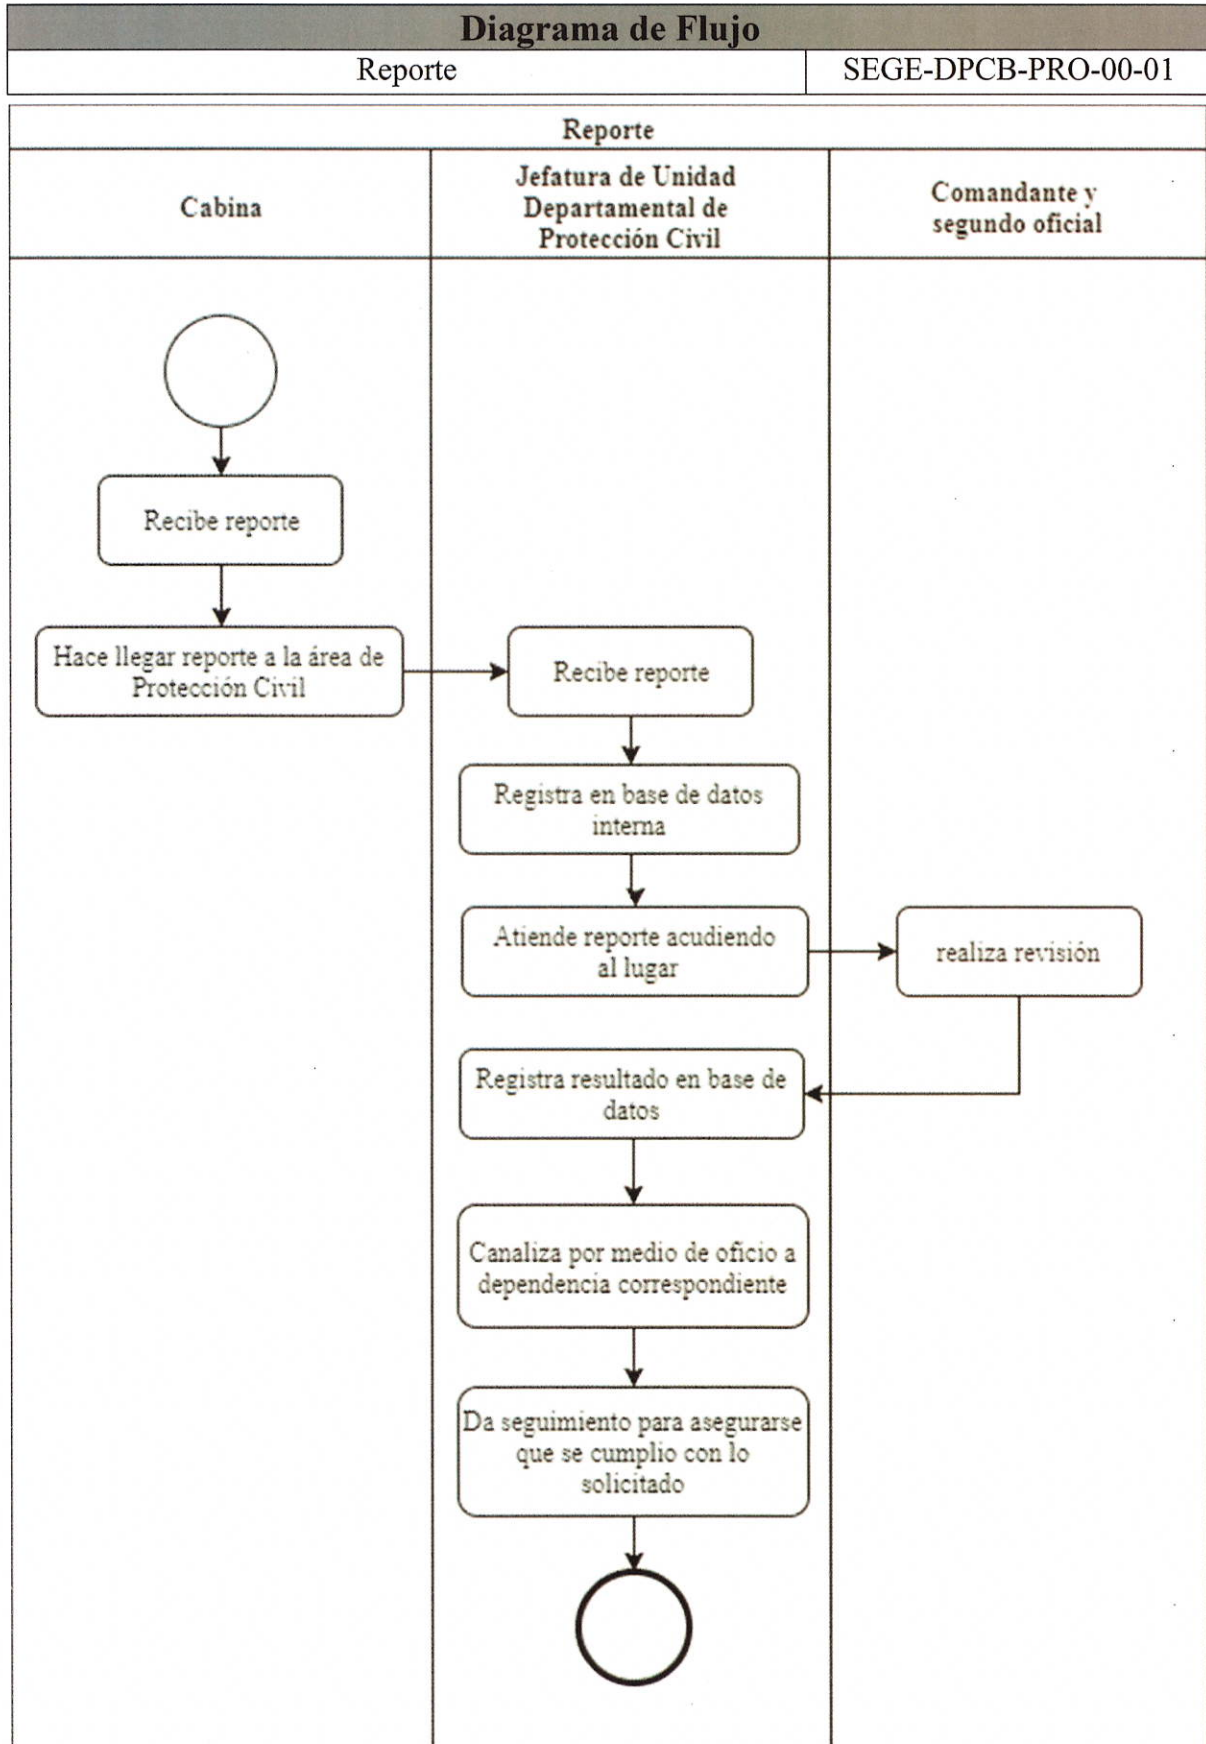 Diagrama de Flujo
Reporte
SEGE-DPCB-PRO-00-01
Reporte
Cabina
Jefatura de Unidad
Departamental de
Protección Civil
Comandante y
segundo oficial
Recibe reporte
Hace llegar reporte a la área de
Protección Civil
Recibe reporte
Registra en base de datos
interna
Atiende reporte acudiendo
al lugar
realiza revisión
Registra resultado en base de
datos
Canaliza por medio de oficio a
dependencia correspondiente
Da seguimiento para asegurarse
que se cumplio con lo
solicitado